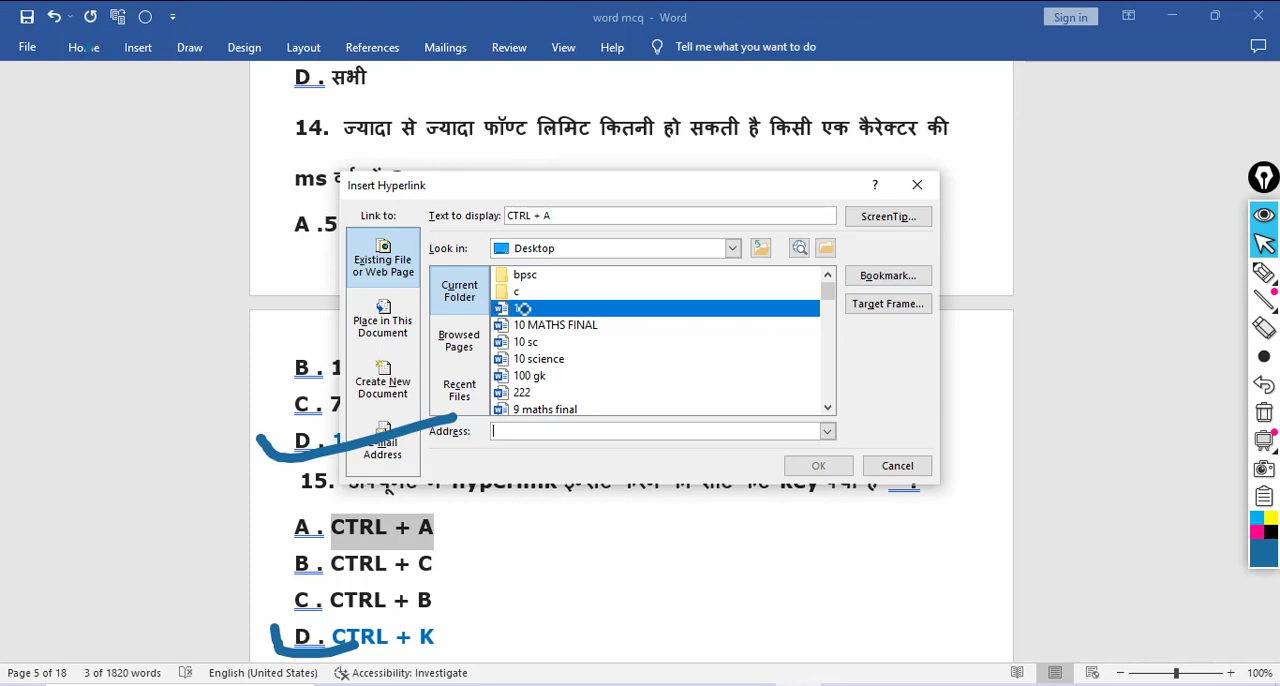 word mcq - Word
Sign in
File Home Insert Draw Design Layout References Mailings Review View Help Tell me what you want to do
D . सभी
14. ज्यादा से ज्यादा फॉण्ट लिमिट कितनी हो सकती है किसी एक कैरेक्टर की
ms
A .5
Insert Hyperlink
?
Link to:
Text to display: CTRL + A
ScreenTip...
Existing File or Web Page
Look in: Desktop
Place in This Document
Create New Document
E-mail Address
Current Folder
Browsed Pages
Recent Files
bpsc
c
10 MATHS FINAL
10 sc
10 science
100 gk
222
9 maths final
Bookmark...
Target Frame...
Address:
OK Cancel
B . 1
C . 7
D . 1
15. hyperlink key ?
A . CTRL + A
B . CTRL + C
C . CTRL + B
D . CTRL + K
Page 5 of 18 3 of 1820 words English (United States) Accessibility: Investigate 100%